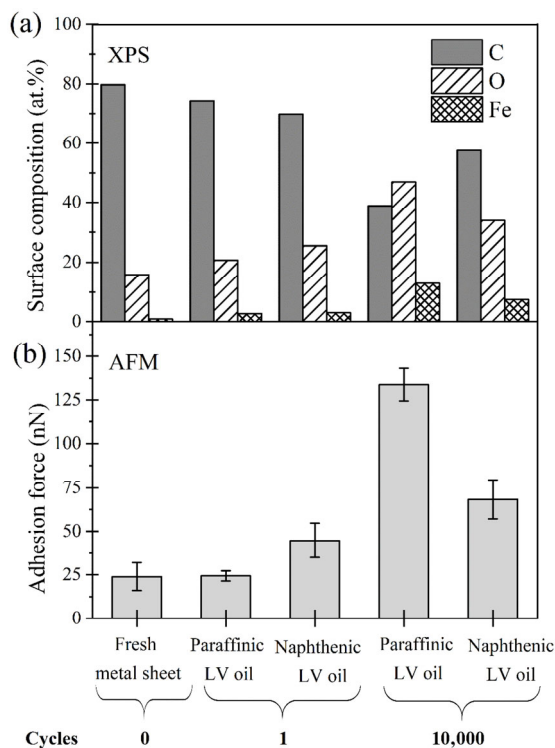 (a)
XPS
C
O
Fe
100
80
60
40
20
0
Surface composition (at.%)
(b)
AFM
150
125
100
75
50
25
0
Adhesion force (nN)
Fresh metal sheet
Paraffinic LV oil
Naphthenic LV oil
Paraffinic LV oil
Naphthenic LV oil
Cycles 0 1 10,000